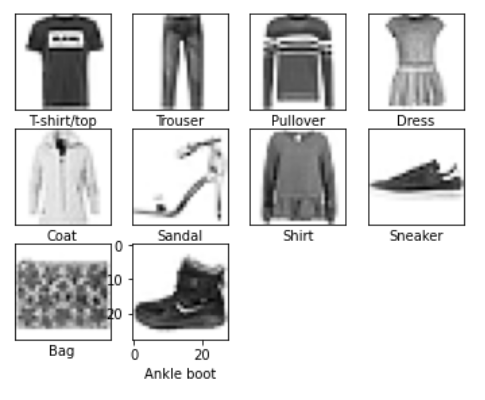 T-shirt/top Trouser Pullover Dress
Coat Sandal Shirt Sneaker
0
10
20
Bag
0 20
Ankle boot